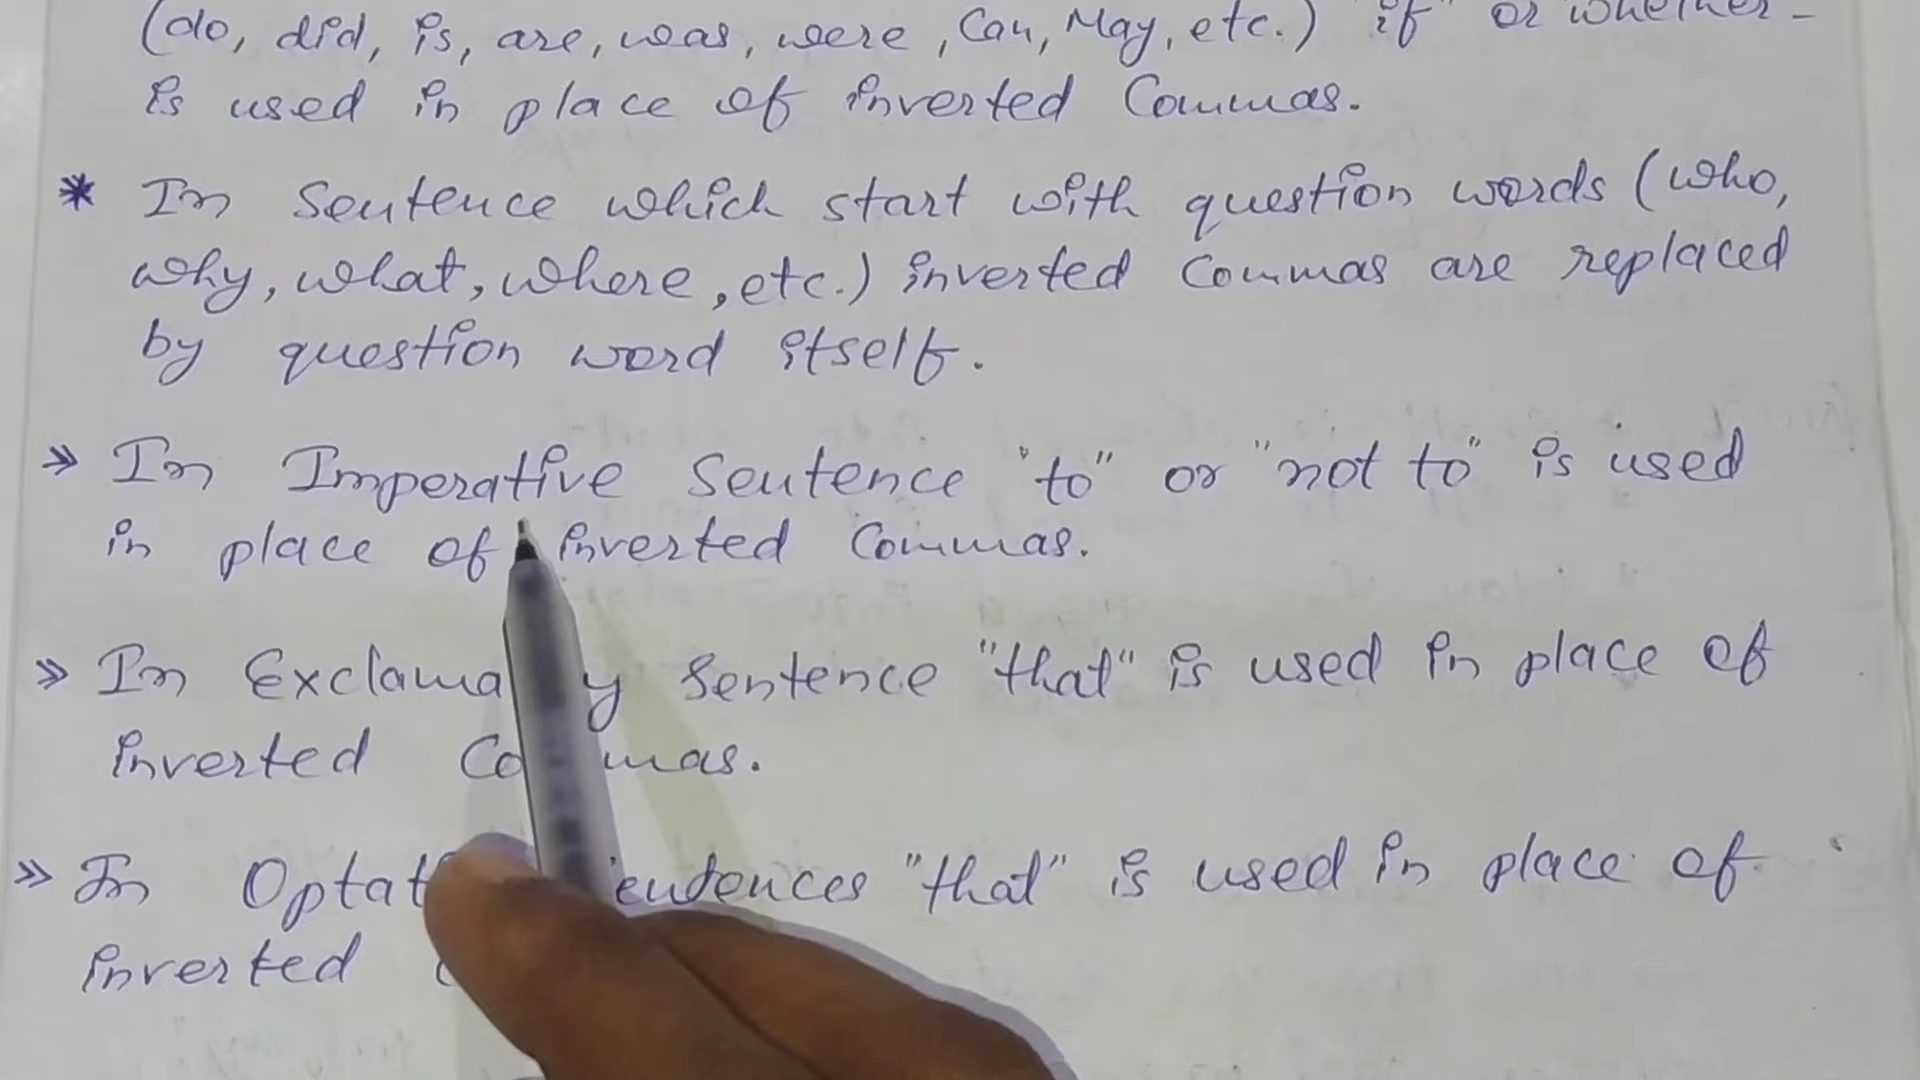 (do, did, is, are, was, were, Can, May, etc.) "if" or whether
is used in place of inverted Commas.
* In Sentence which start with question words (who,
why, what, where, etc.) inverted Commas are replaced
by question word itself.
» In Imperative Sentence "to" or "not to" is used
in place of inverted Commas.
» In Exclama y Sentence "that" is used in place of
inverted Co mas.
» In Optat entences "that" is used in place of
inverted